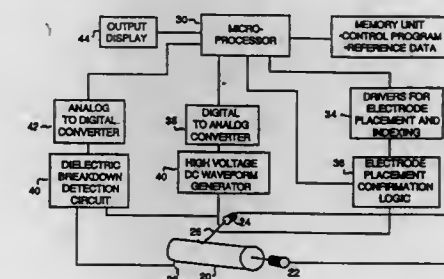 44
OUTPUT
DISPLAY
30
MICRO-
PROCESSOR
MEMORY UNIT
•CONTROL PROGRAM
•REFERENCE DATA
42
ANALOG
TO DIGITAL
CONVERTER
38
DIGITAL
TO ANALOG
CONVERTER
34
DRIVERS FOR
ELECTRODE
PLACEMENT AND
INDEXING
40
DIELECTRIC
BREAKDOWN
DETECTION
CIRCUIT
40
HIGH VOLTAGE
DC WAVEFORM
GENERATOR
36
ELECTRODE
PLACEMENT
CONFIRMATION
LOGIC
24
26
20
22